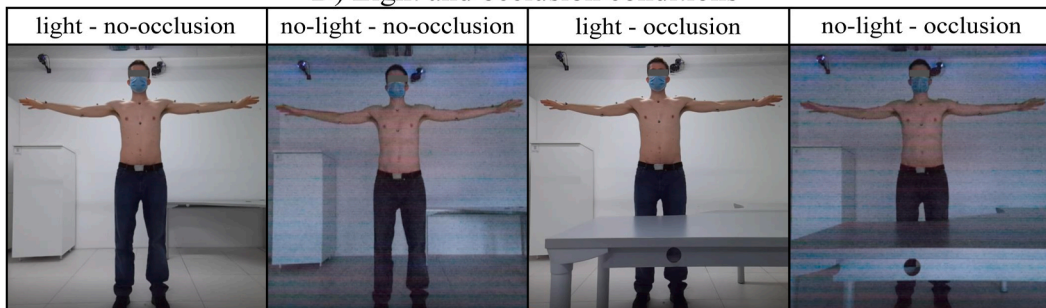 light - no-occlusion
no-light - no-occlusion
light - occlusion
no-light - occlusion